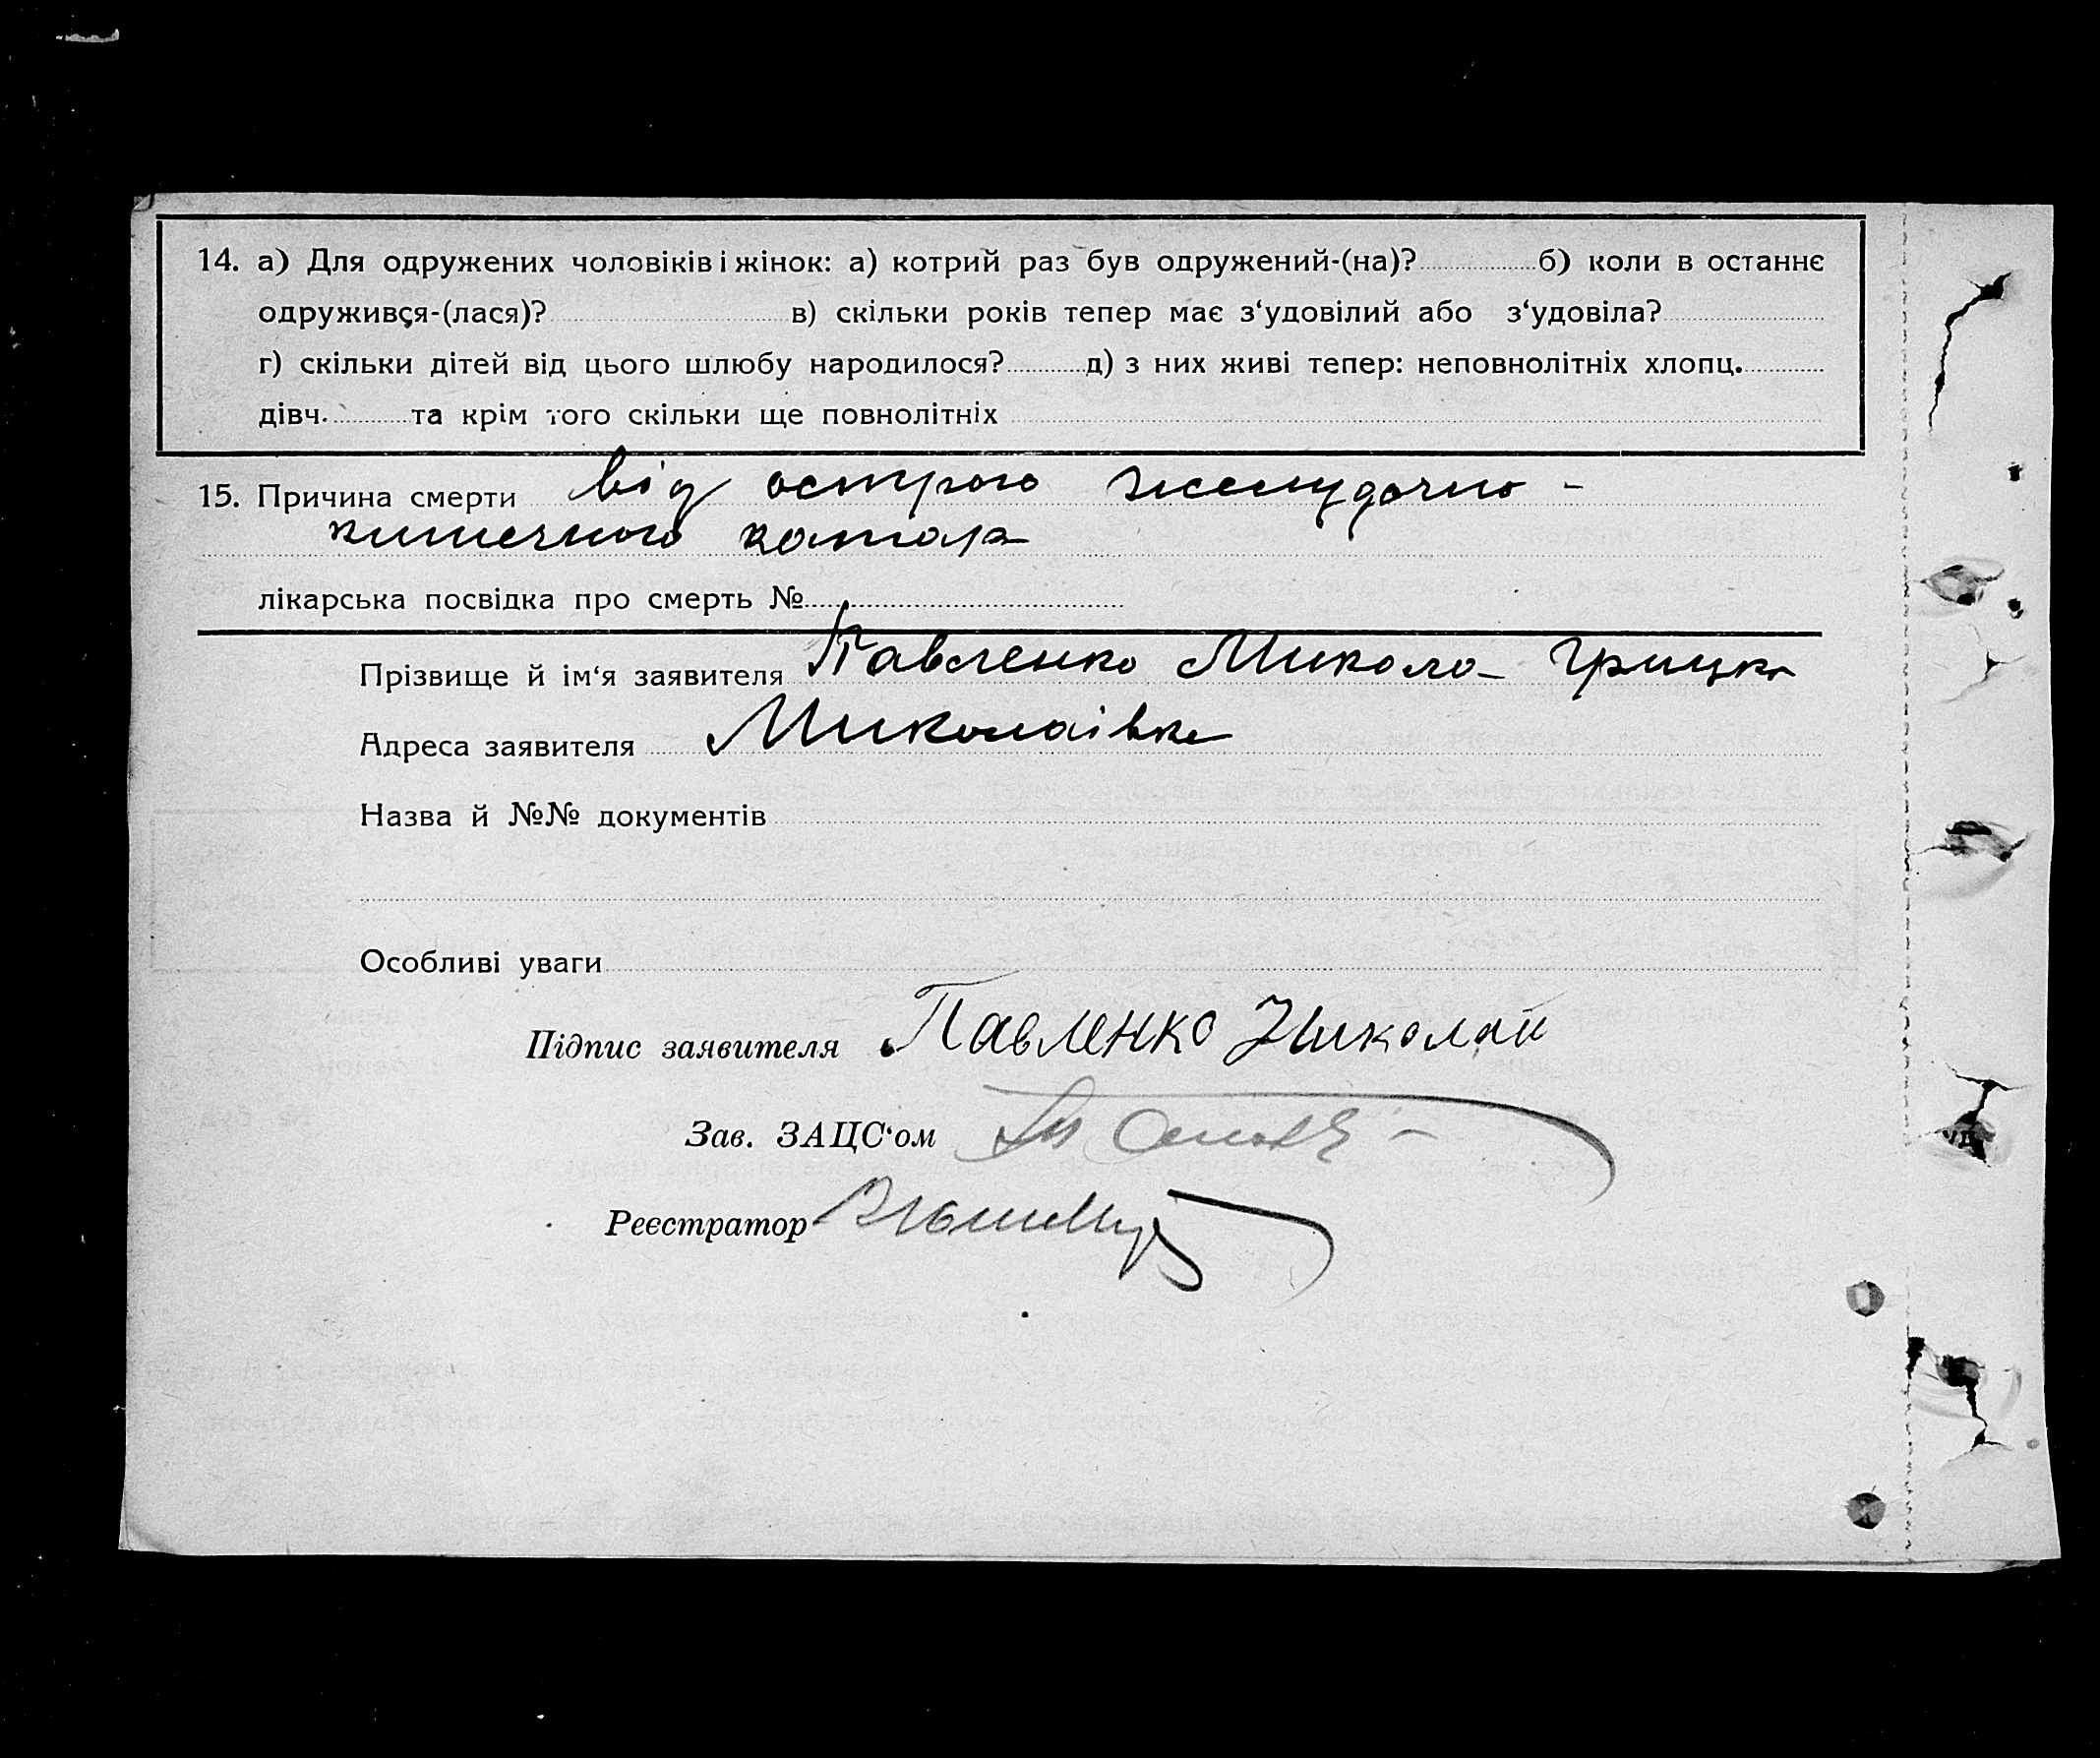 14. а) Для одружених чоловіків і жінок: а) котрий раз був одружений-(на)? б) коли в останнє
одружився-(лася)? в) скільки років тепер має з‘удовілий або з‘удовіла?
г) скільки дітей від цього шлюбу народилося? д) з них живі тепер: неповнолітніх хлопц.
дівч. та крім того скільки ще повнолітніх
15. Причина смерти від острого желудочно-
кишечного катара
лікарська посвідка про смерть №
Прізвище й ім‘я заявителя Павленко Микола Грицко
Адреса заявителя Миколаівка
Назва й №№ документів
Особливі уваги
Підпис заявителя Павленко Николай
Зав. ЗАЦС‘ом
Реєстратор